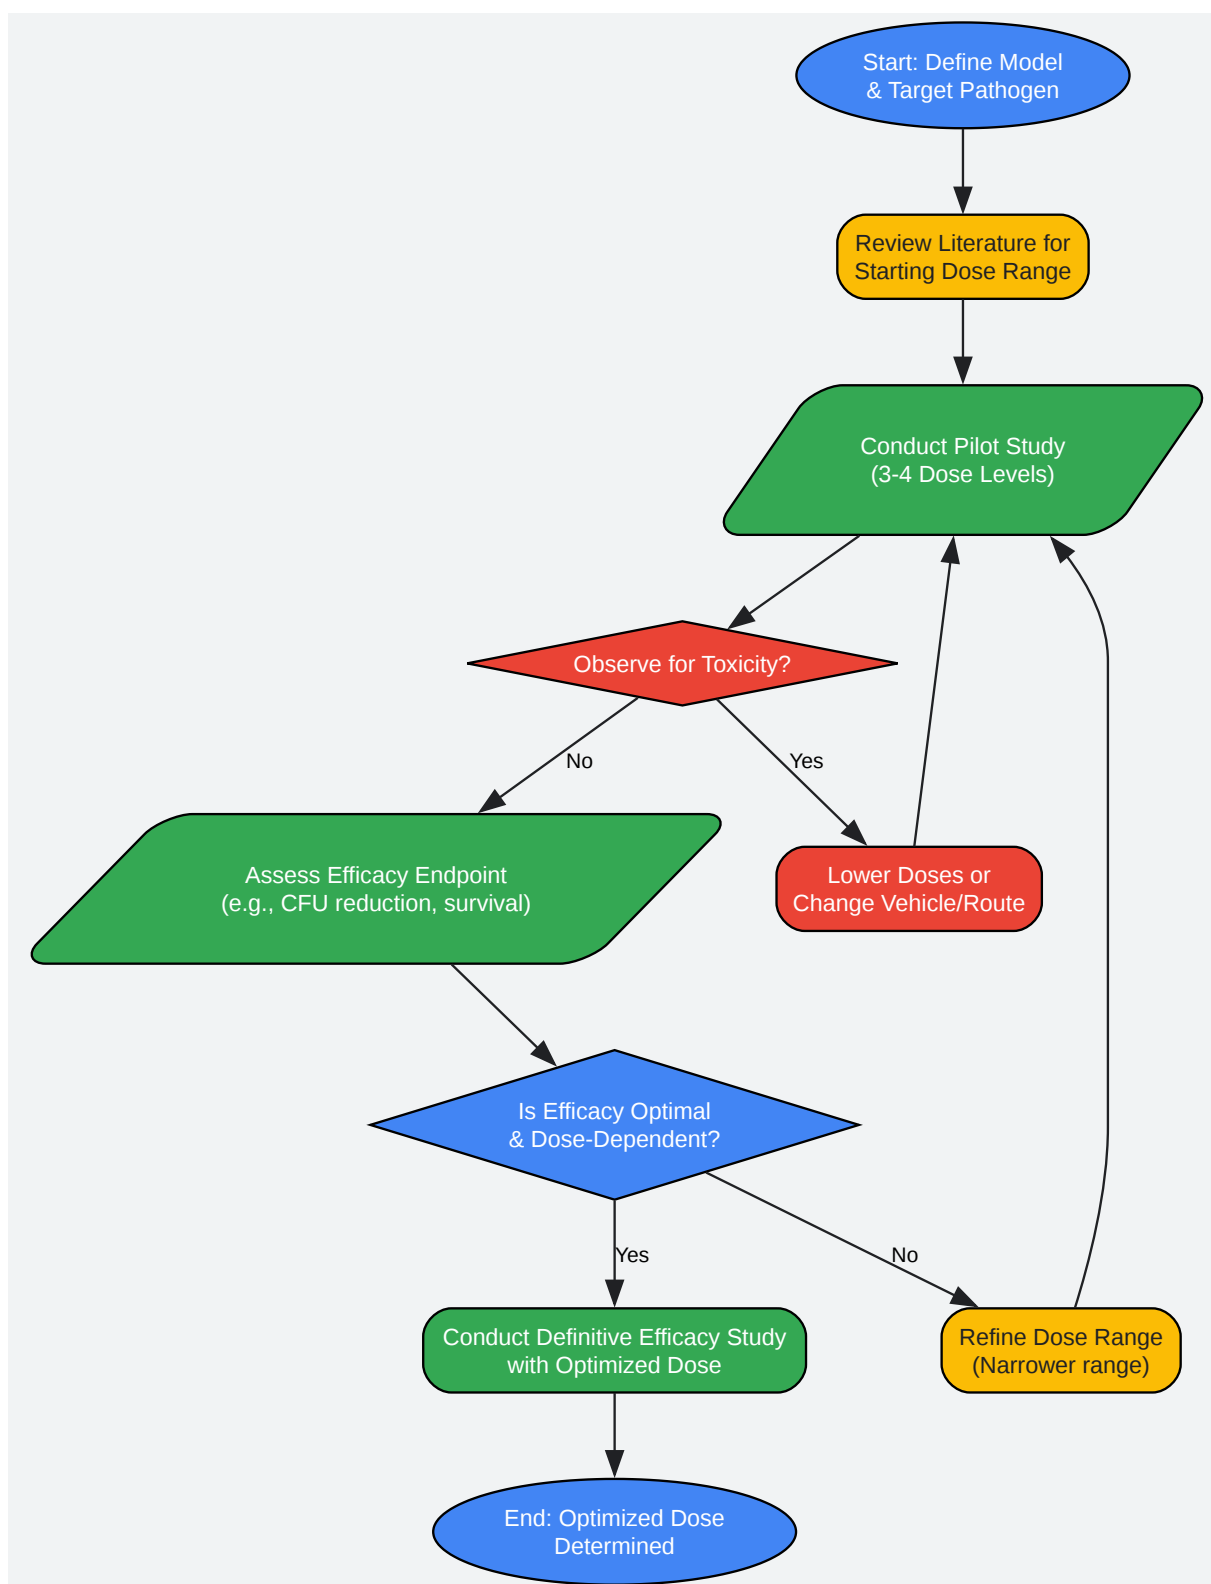 Start: Define Model
& Target Pathogen
Review Literature for
Starting Dose Range
Conduct Pilot Study
(3-4 Dose Levels)
Observe for Toxicity?
No
Yes
Assess Efficacy Endpoint
(e.g., CFU reduction, survival)
Lower Doses or
Change Vehicle/Route
Is Efficacy Optimal
& Dose-Dependent?
Yes
No
Conduct Definitive Efficacy Study
with Optimized Dose
Refine Dose Range
(Narrower range)
End: Optimized Dose
Determined